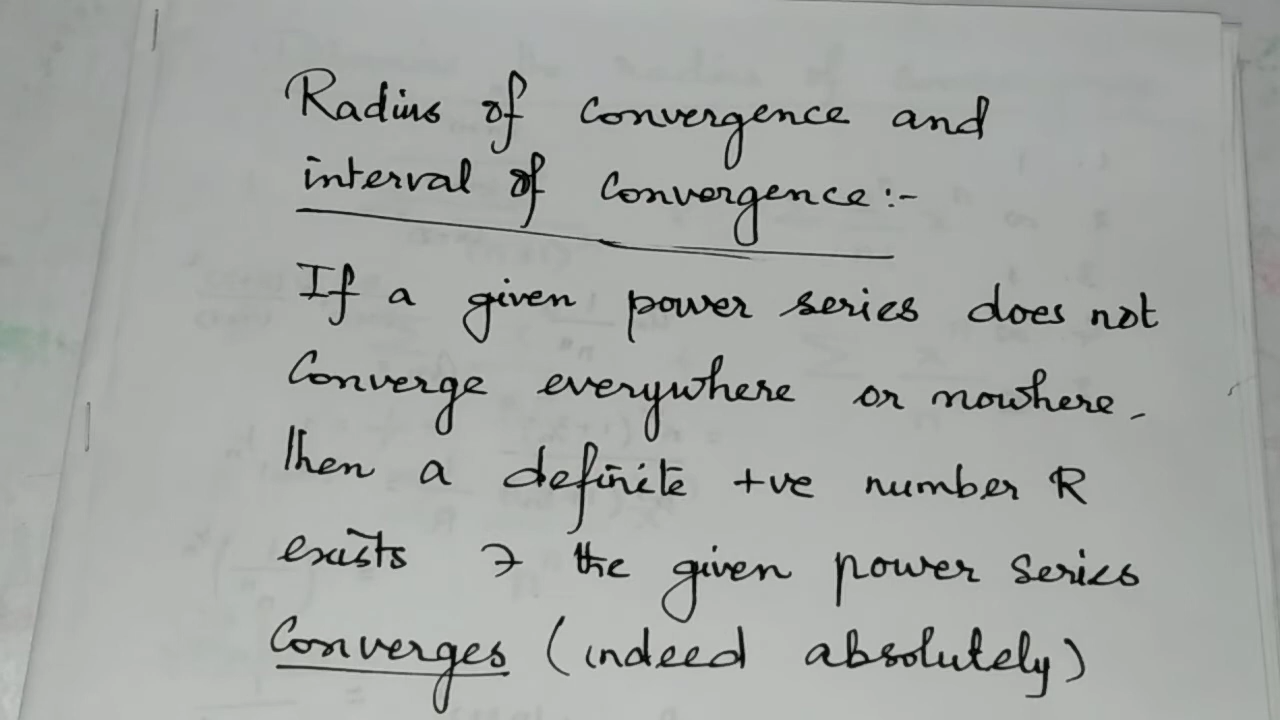 Radius of convergence and
interval of convergence:-
If a given power series does not
Converge everywhere or nowhere.
Then a definite +ve number R
exists ∋ the given power series
Converges (indeed absolutely)